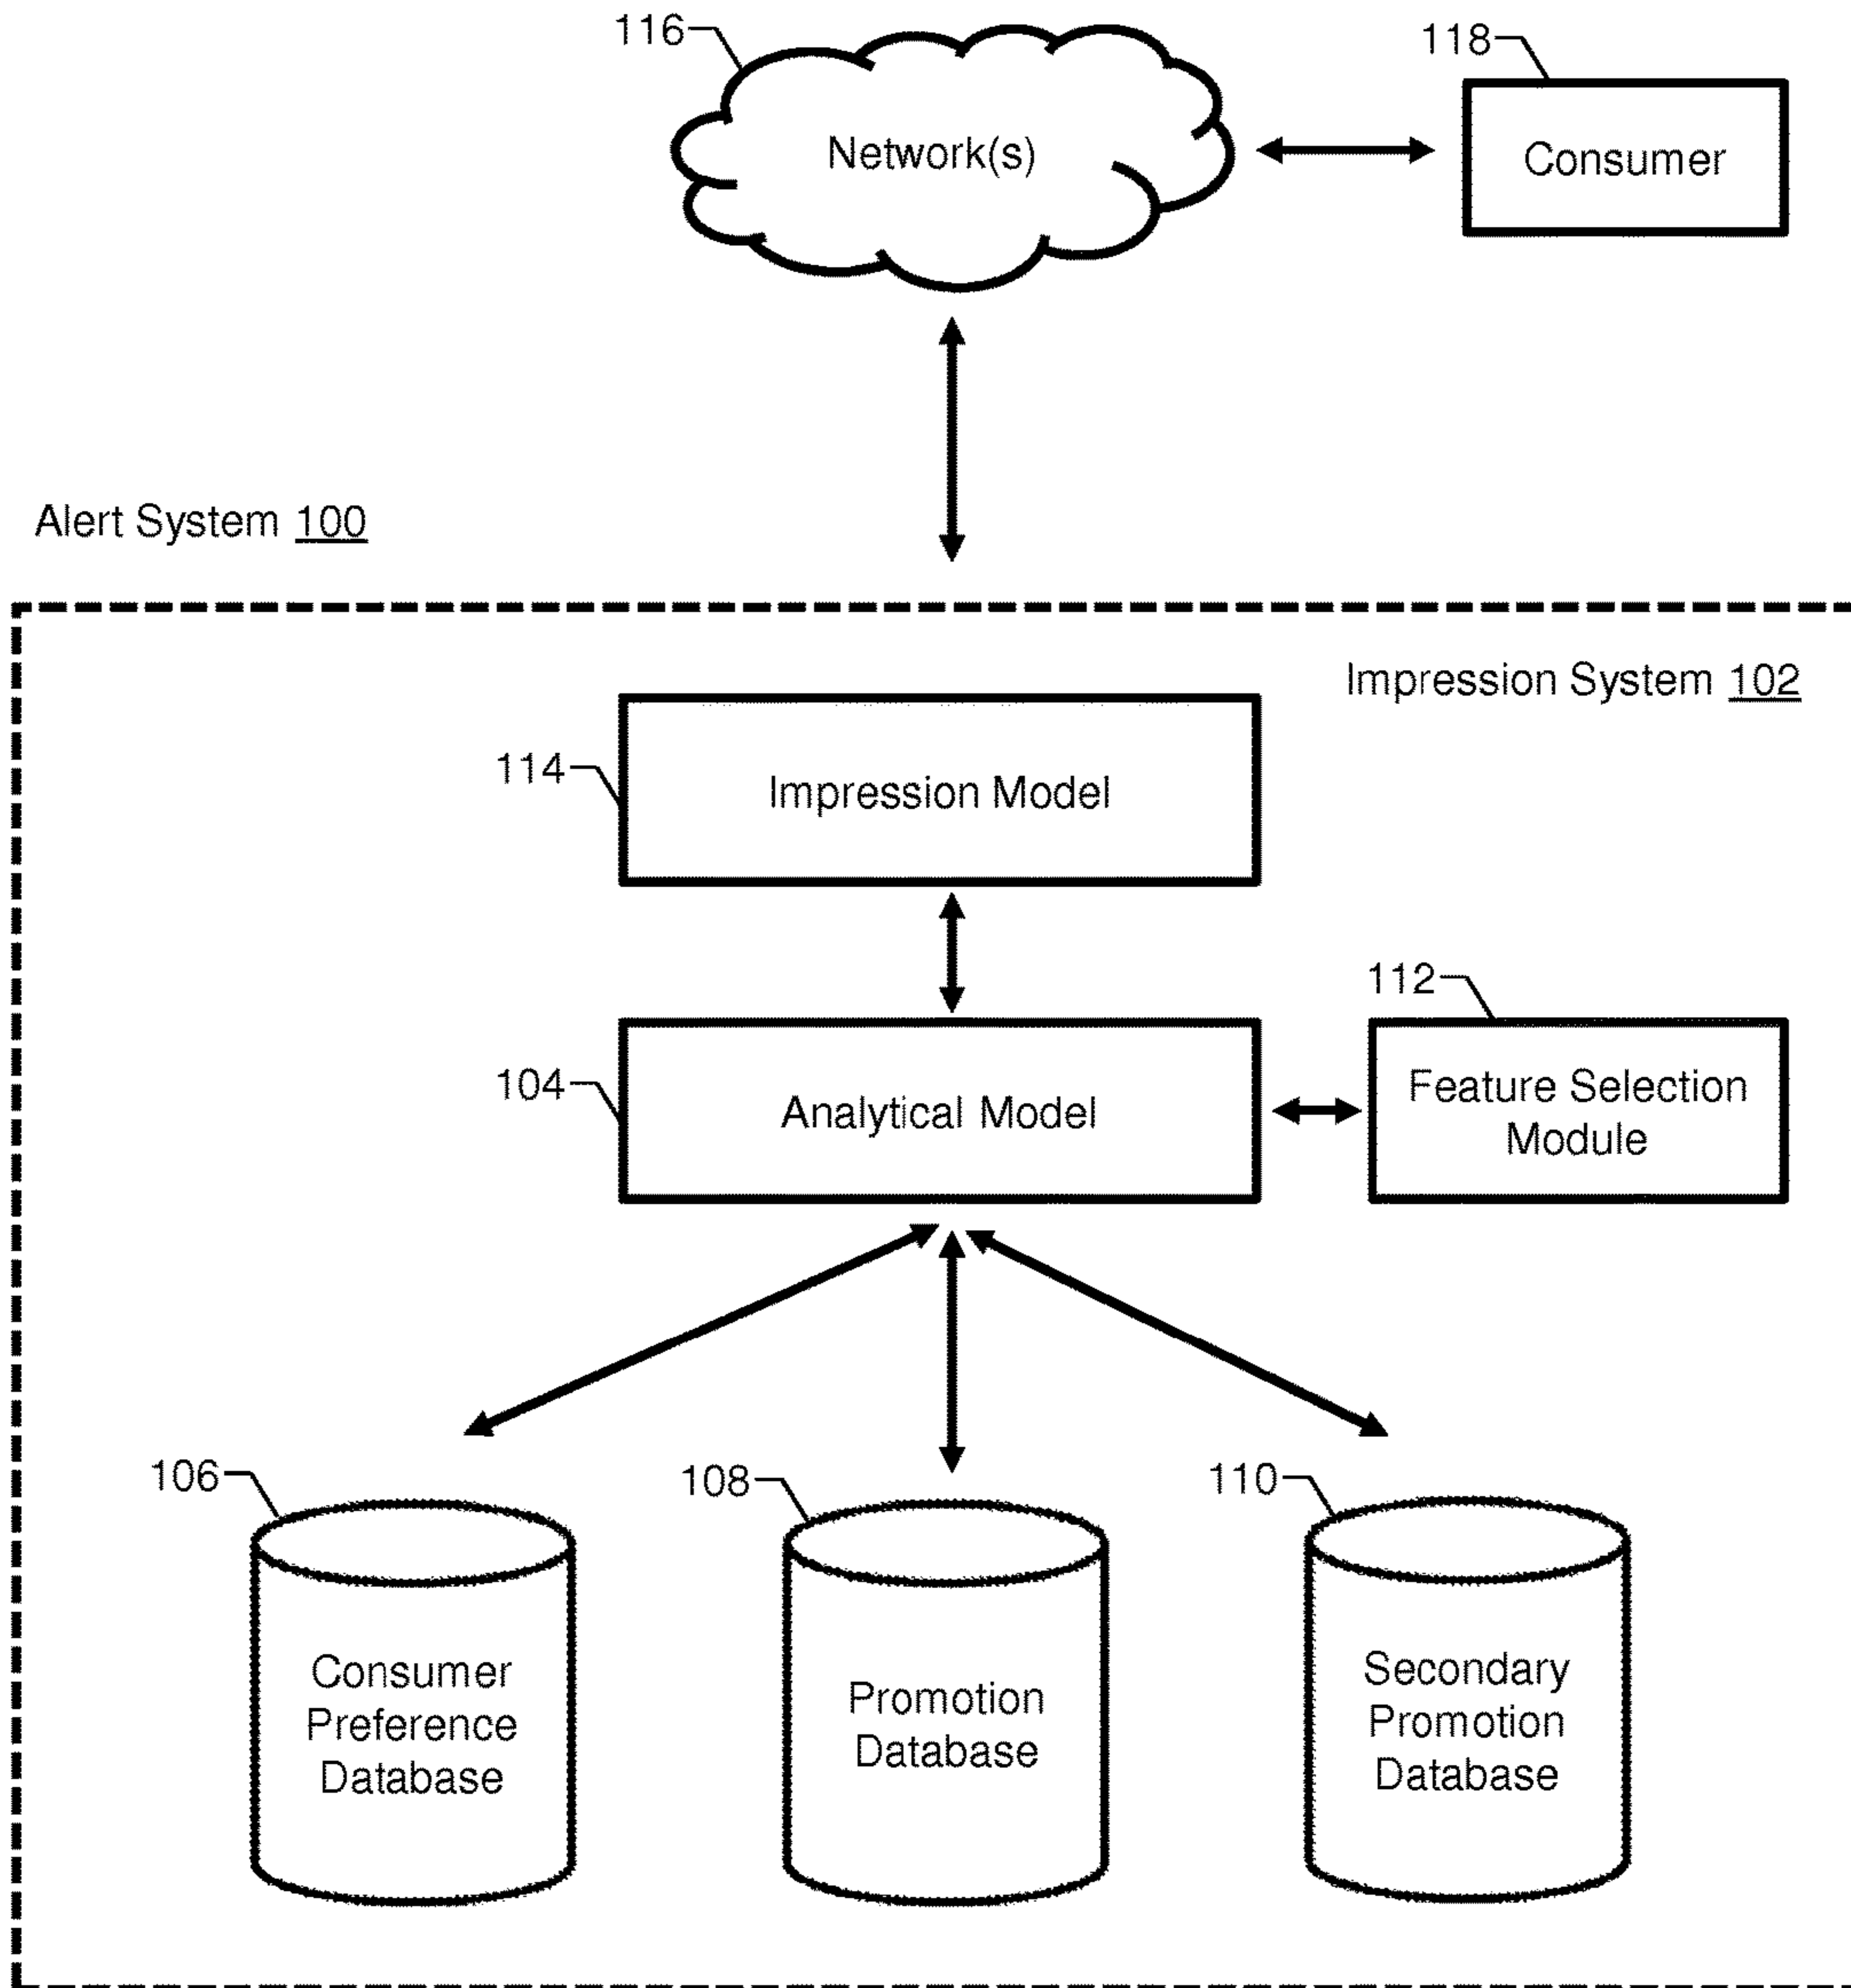 116
118
Network(s)
Consumer
Alert System 100
Impression System 102
114
Impression Model
112
104
Analytical Model
Feature Selection
Module
106
108
110
Consumer
Preference
Database
Promotion
Database
Secondary
Promotion
Database